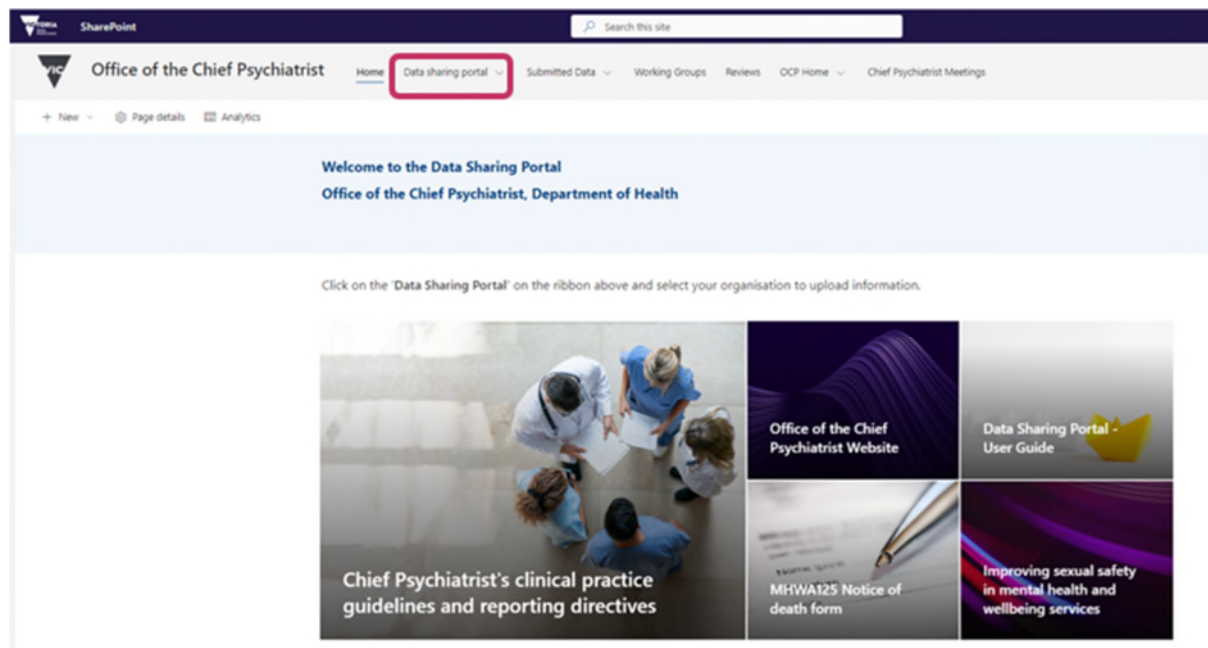 VICTORIA
SharePoint
Search this site
VIC
Office of the Chief Psychiatrist
Home
Data sharing portal
Submitted Data
Working Groups
Reviews
OCP Home
Chief Psychiatrist Meetings
+ New
Page details
Analytics
Welcome to the Data Sharing Portal
Office of the Chief Psychiatrist, Department of Health
Click on the 'Data Sharing Portal' on the ribbon above and select your organisation to upload information.
Chief Psychiatrist's clinical practice
guidelines and reporting directives
Office of the Chief
Psychiatrist Website
Data Sharing Portal -
User Guide
MHWA125 Notice of
death form
Improving sexual safety
in mental health and
wellbeing services